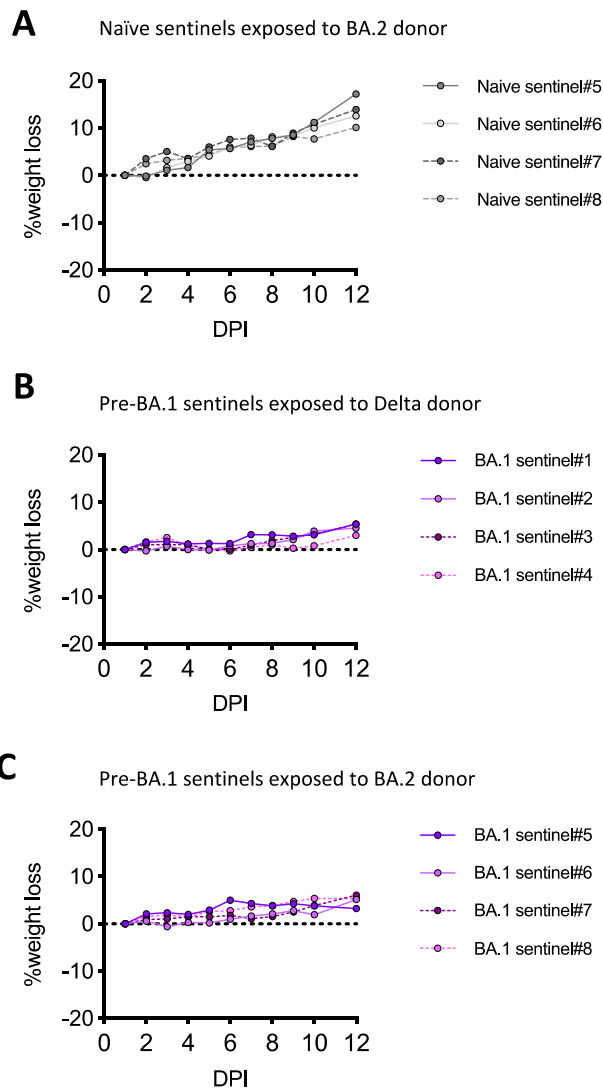 A
Naïve sentinels exposed to BA.2 donor
20
10
0
-10
-20
%weight loss
0 2 4 6 8 10 12
DPI
Naive sentinel#5
Naive sentinel#6
Naive sentinel#7
Naive sentinel#8
B
Pre-BA.1 sentinels exposed to Delta donor
20
10
0
-10
-20
%weight loss
0 2 4 6 8 10 12
DPI
BA.1 sentinel#1
BA.1 sentinel#2
BA.1 sentinel#3
BA.1 sentinel#4
C
Pre-BA.1 sentinels exposed to BA.2 donor
20
10
0
-10
-20
%weight loss
0 2 4 6 8 10 12
DPI
BA.1 sentinel#5
BA.1 sentinel#6
BA.1 sentinel#7
BA.1 sentinel#8